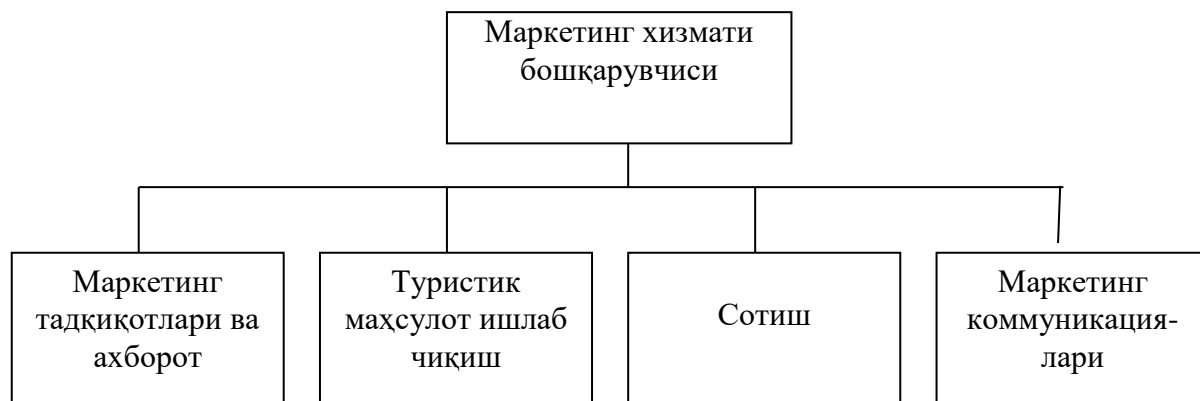 Маркетинг хизмати
бошқарувчиси
Маркетинг
тадқиқотлари ва
ахборот
Туристик
маҳсулот ишлаб
чиқиш
Сотиш
Маркетинг
коммуникация-
лари